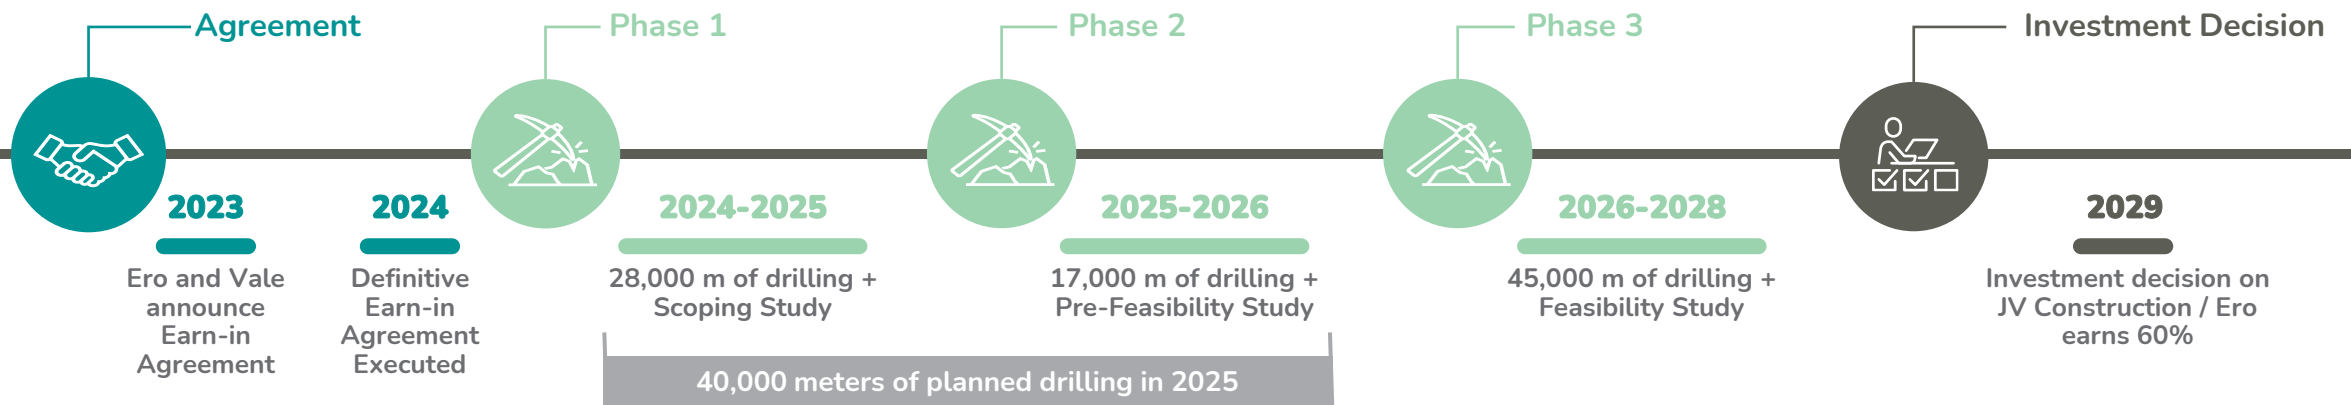 Agreement
Phase 1
Phase 2
Phase 3
Investment Decision
2023
Ero and Vale
announce
Earn-in
Agreement
2024
Definitive
Earn-in
Agreement
Executed
2024-2025
28,000 m of drilling +
Scoping Study
2025-2026
17,000 m of drilling +
Pre-Feasibility Study
40,000 meters of planned drilling in 2025
2026-2028
45,000 m of drilling +
Feasibility Study
2029
Investment decision on
JV Construction / Ero
earns 60%